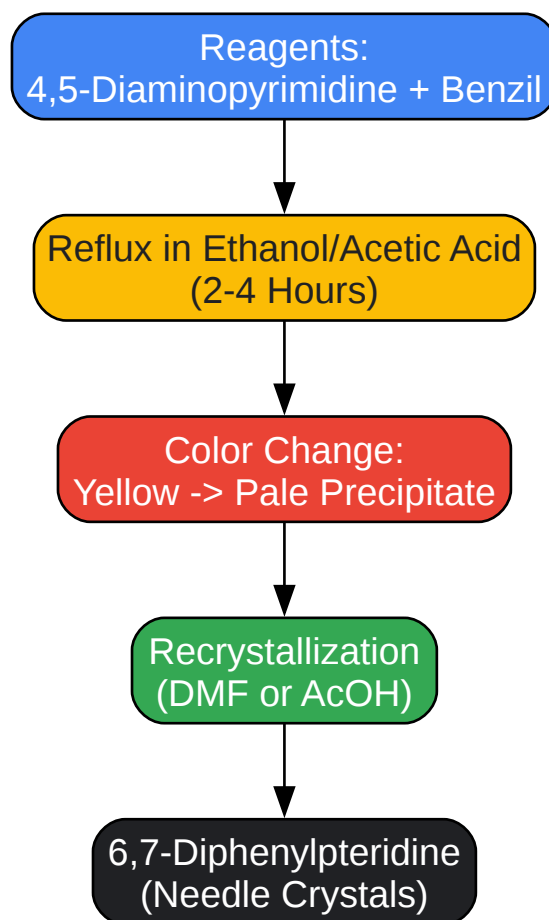 Reagents:
4,5-Diaminopyrimidine + Benzil
Reflux in Ethanol/Acetic Acid
(2-4 Hours)
Color Change:
Yellow -> Pale Precipitate
Recrystallization
(DMF or AcOH)
6,7-Diphenylpteridine
(Needle Crystals)